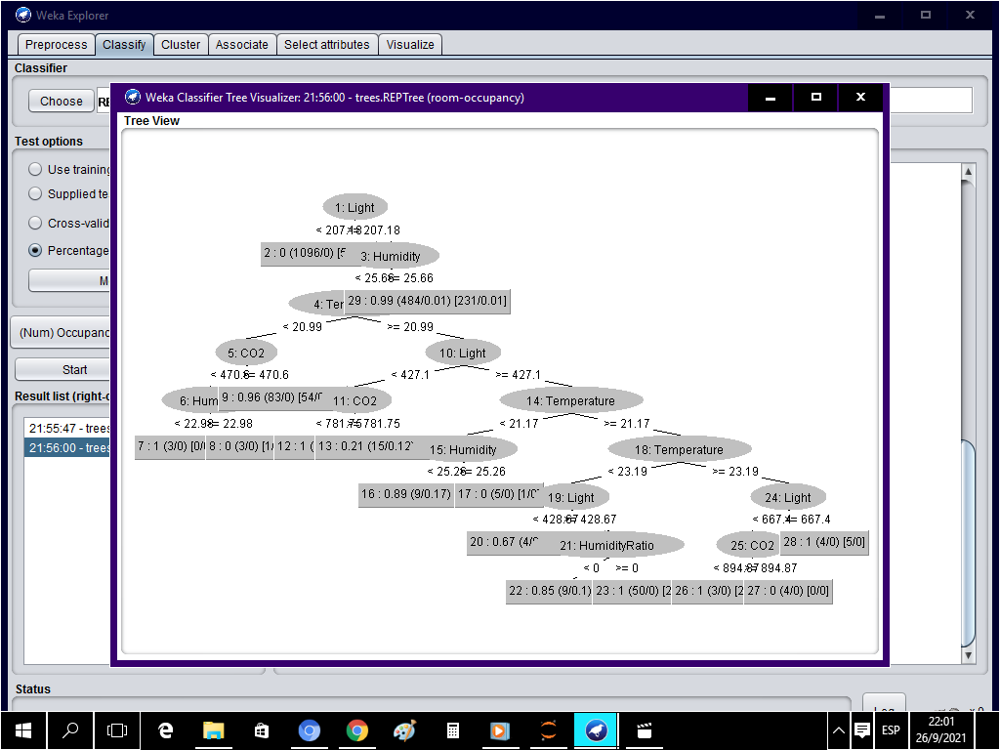 Weka Explorer
Preprocess Classify Cluster Associate Select attributes Visualize
Classifier
Choose
Weka Classifier Tree Visualizer: 21:56:00 - trees.REPTree (room-occupancy)
Tree View
Test options
Use training
Supplied te
Cross-valid
Percentage
M
(Num) Occupanc
Start
Result list (right-c
21:55:47 - trees
21:56:00 - trees
1: Light
< 207.18 >= 207.18
2 : 0 (1096/0) [5 3: Humidity
< 25.66 >= 25.66
4: Ter 29 : 0.99 (484/0.01) [231/0.01]
< 20.99 >= 20.99
5: CO2 10: Light
< 470.6 >= 470.6 < 427.1 >= 427.1
6: Hum 9 : 0.96 (83/0) [54/0 11: CO2 14: Temperature
< 22.98 >= 22.98 < 781.75 >= 781.75 < 21.17 >= 21.17
7 : 1 (3/0) [0/ 8 : 0 (3/0) [1/ 12 : 1 ( 13 : 0.21 (15/0.12) 15: Humidity 18: Temperature
< 25.26 >= 25.26 < 23.19 >= 23.19
16 : 0.89 (9/0.17) 17 : 0 (5/0) [1/0 19: Light 24: Light
< 428.67 >= 428.67 < 667.4 >= 667.4
20 : 0.67 (4/ 21: HumidityRatio 25: CO2 28 : 1 (4/0) [5/0]
< 0 >= 0 < 894.87 >= 894.87
22 : 0.85 (9/0.1) 23 : 1 (50/0) [2 26 : 1 (3/0) [2 27 : 0 (4/0) [0/0]
Status
ESP
22:01
26/9/2021